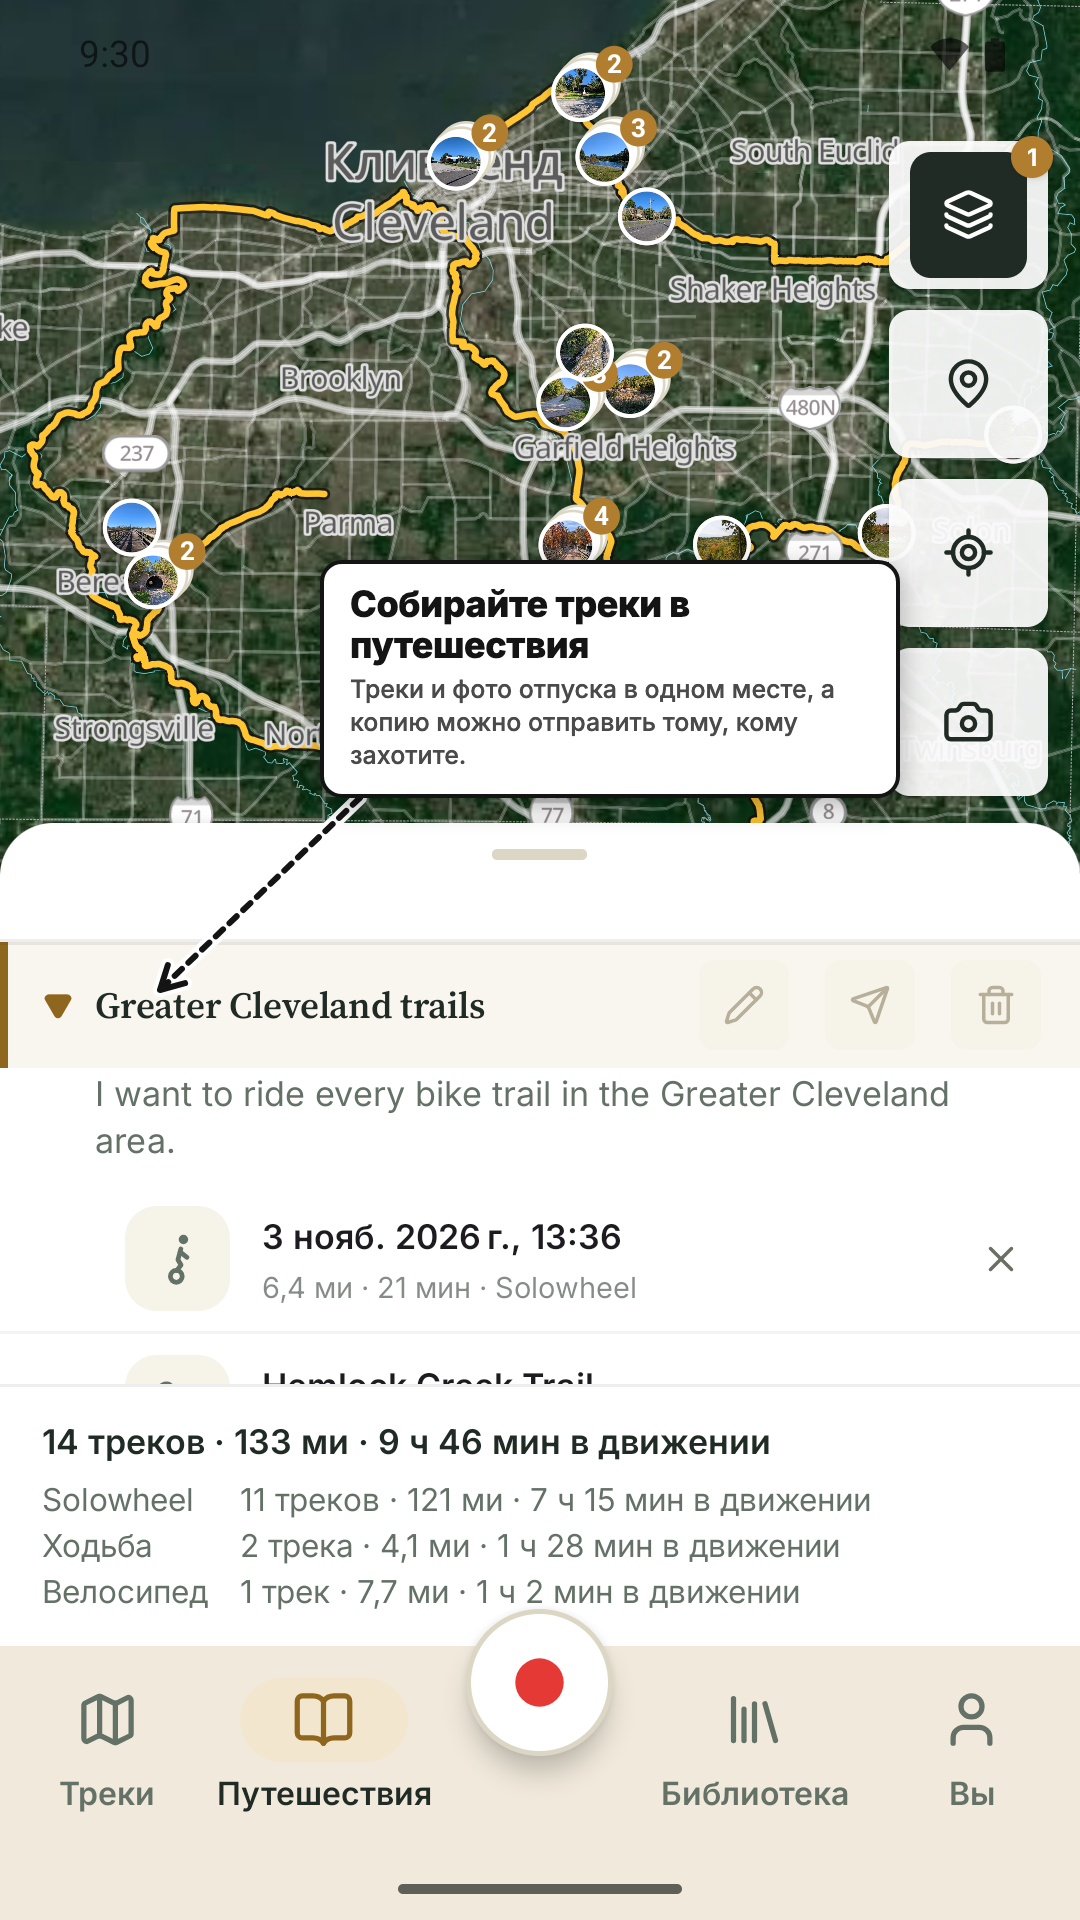 9:30
2
2
3
South Euclid
1
Cleveland
Shaker Heights
ke
2
Brooklyn
480N
237
Garfield Heights
4
Parma
2
271
Собирайте треки в
путешествия
Треки и фото отпуска в одном месте, а
копию можно отправить тому, кому
захотите.
Strongsville
Twinsburg
71
77
8
Greater Cleveland trails
I want to ride every bike trail in the Greater Cleveland
area.
3 нояб. 2026 г., 13:36
6,4 ми · 21 мин · Solowheel
Hemlock Creek Trail
14 треков · 133 ми · 9 ч 46 мин в движении
Solowheel 11 треков · 121 ми · 7 ч 15 мин в движении
Ходьба 2 трека · 4,1 ми · 1 ч 28 мин в движении
Велосипед 1 трек · 7,7 ми · 1 ч 2 мин в движении
Треки
Путешествия
Библиотека
Вы